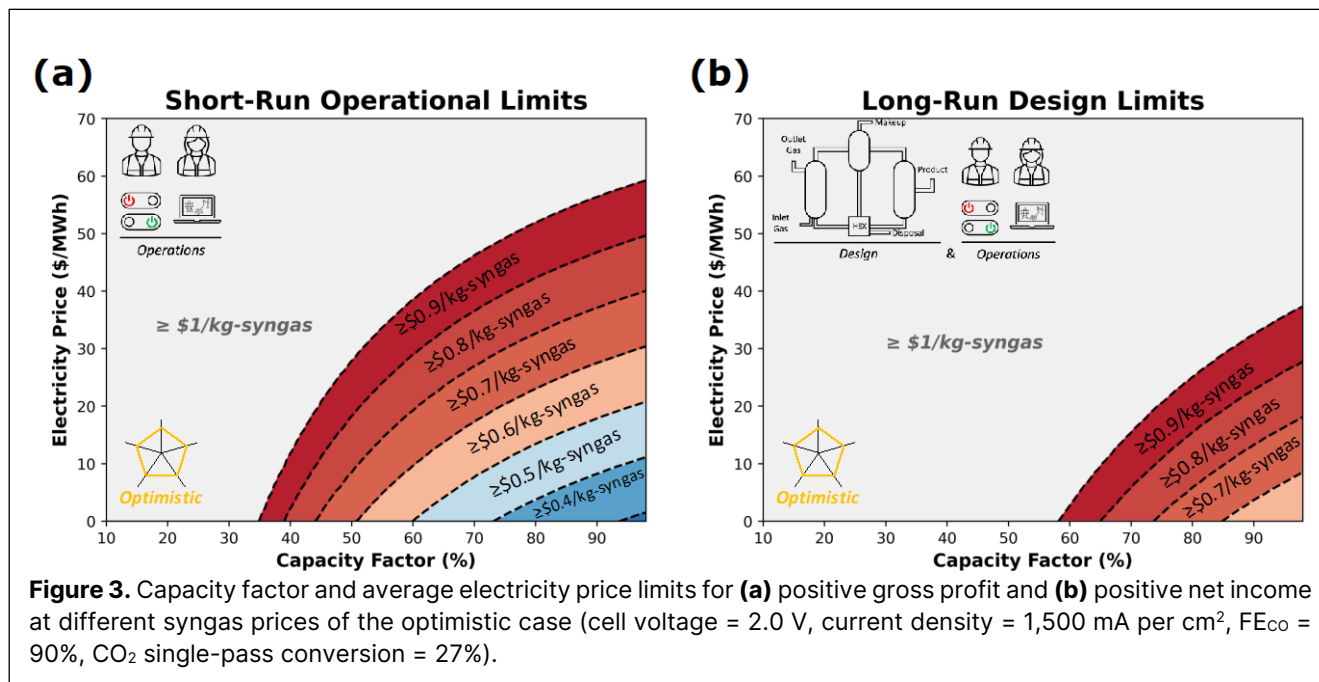 (a)
Short-Run Operational Limits
70
60
50
40
30
20
10
0
Electricity Price ($/MWh)
Operations
≥ $1/kg-syngas
≥$0.9/kg-syngas
≥$0.8/kg-syngas
≥$0.7/kg-syngas
≥$0.6/kg-syngas
≥$0.5/kg-syngas
≥$0.4/kg-syngas
Optimistic
10 20 30 40 50 60 70 80 90
Capacity Factor (%)
(b)
Long-Run Design Limits
70
60
50
40
30
20
10
0
Electricity Price ($/MWh)
Makeup
Outlet
Gas
Product
Inlet
Gas
HEX
Disposal
Design & Operations
≥ $1/kg-syngas
≥$0.9/kg-syngas
≥$0.8/kg-syngas
≥$0.7/kg-syngas
Optimistic
10 20 30 40 50 60 70 80 90
Capacity Factor (%)
Figure 3. Capacity factor and average electricity price limits for (a) positive gross profit and (b) positive net income
at different syngas prices of the optimistic case (cell voltage = 2.0 V, current density = 1,500 mA per cm², FE_CO =
90%, CO₂ single-pass conversion = 27%).